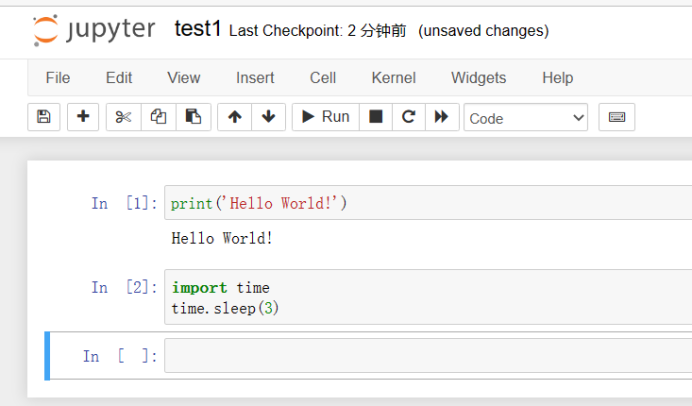 jupyter test1 Last Checkpoint: 2 分钟前 (unsaved changes)
File Edit View Insert Cell Kernel Widgets Help
Run Code
In [1]: print('Hello World!')
Hello World!
In [2]: import time
time.sleep(3)
In [ ]: